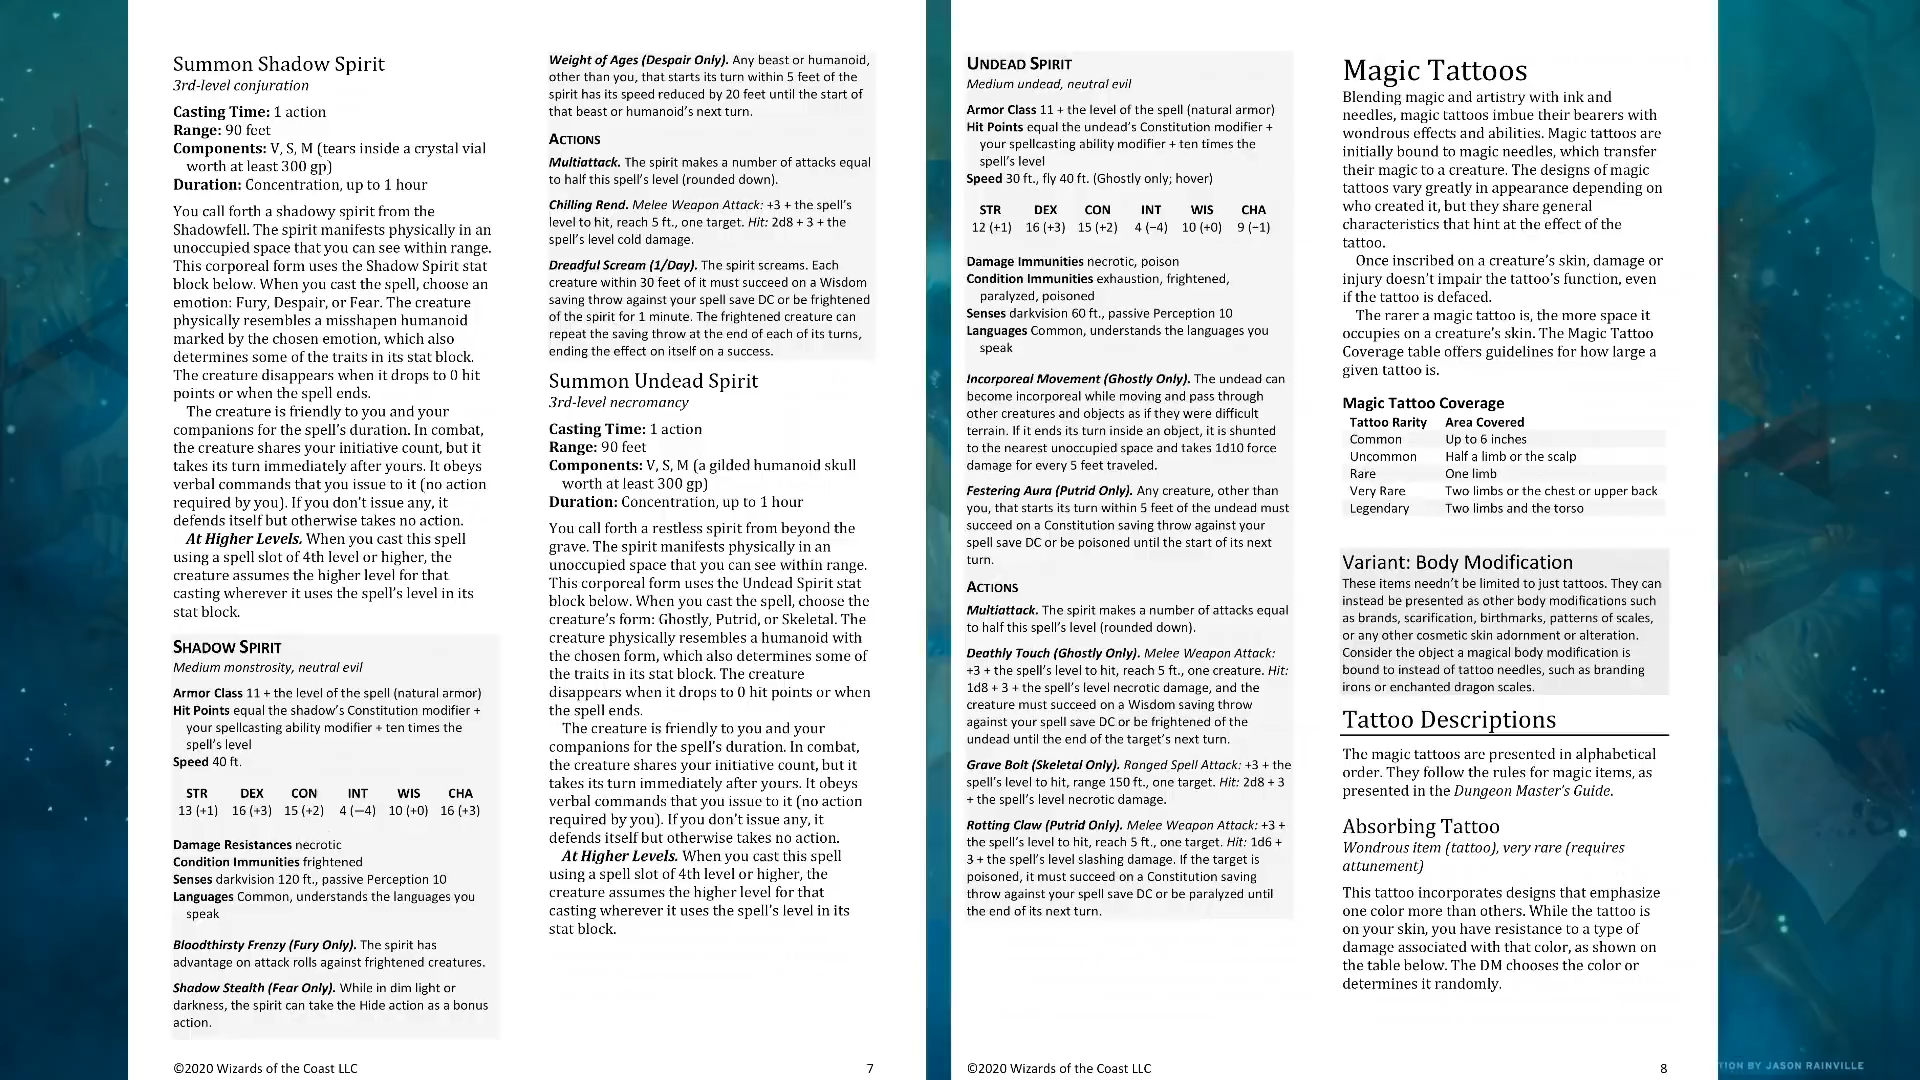 Summon Shadow Spirit
3rd-level conjuration
Casting Time: 1 action
Range: 90 feet
Components: V, S, M (tears inside a crystal vial
worth at least 300 gp)
Duration: Concentration, up to 1 hour
You call forth a shadowy spirit from the
Shadowfell. The spirit manifests physically in an
unoccupied space that you can see within range.
This corporeal form uses the Shadow Spirit stat
block below. When you cast the spell, choose an
emotion: Fury, Despair, or Fear. The creature
physically resembles a misshapen humanoid
marked by the chosen emotion, which also
determines some of the traits in its stat block.
The creature disappears when it drops to 0 hit
points or when the spell ends.
The creature is friendly to you and your
companions for the spell's duration. In combat,
the creature shares your initiative count, but it
takes its turn immediately after yours. It obeys
verbal commands that you issue to it (no action
required by you). If you don't issue any, it
defends itself but otherwise takes no action.
At Higher Levels. When you cast this spell
using a spell slot of 4th level or higher, the
creature assumes the higher level for that
casting wherever it uses the spell's level in its
stat block.
SHADOW SPIRIT
Medium monstrosity, neutral evil
Armor Class 11 + the level of the spell (natural armor)
Hit Points equal the shadow's Constitution modifier +
your spellcasting ability modifier + ten times the
spell's level
Speed 40 ft.
STR DEX CON INT WIS CHA
13 (+1) 16 (+3) 15 (+2) 4 (−4) 10 (+0) 16 (+3)
Damage Resistances necrotic
Condition Immunities frightened
Senses darkvision 120 ft., passive Perception 10
Languages Common, understands the languages you
speak
Bloodthirsty Frenzy (Fury Only). The spirit has
advantage on attack rolls against frightened creatures.
Shadow Stealth (Fear Only). While in dim light or
darkness, the spirit can take the Hide action as a bonus
action.
Weight of Ages (Despair Only). Any beast or humanoid,
other than you, that starts its turn within 5 feet of the
spirit has its speed reduced by 20 feet until the start of
that beast or humanoid's next turn.
ACTIONS
Multiattack. The spirit makes a number of attacks equal
to half this spell's level (rounded down).
Chilling Rend. Melee Weapon Attack: +3 + the spell's
level to hit, reach 5 ft., one target. Hit: 2d8 + 3 + the
spell's level cold damage.
Dreadful Scream (1/Day). The spirit screams. Each
creature within 30 feet of it must succeed on a Wisdom
saving throw against your spell save DC or be frightened
of the spirit for 1 minute. The frightened creature can
repeat the saving throw at the end of each of its turns,
ending the effect on itself on a success.
Summon Undead Spirit
3rd-level necromancy
Casting Time: 1 action
Range: 90 feet
Components: V, S, M (a gilded humanoid skull
worth at least 300 gp)
Duration: Concentration, up to 1 hour
You call forth a restless spirit from beyond the
grave. The spirit manifests physically in an
unoccupied space that you can see within range.
This corporeal form uses the Undead Spirit stat
block below. When you cast the spell, choose the
creature's form: Ghostly, Putrid, or Skeletal. The
creature physically resembles a humanoid with
the chosen form, which also determines some of
the traits in its stat block. The creature
disappears when it drops to 0 hit points or when
the spell ends.
The creature is friendly to you and your
companions for the spell's duration. In combat,
the creature shares your initiative count, but it
takes its turn immediately after yours. It obeys
verbal commands that you issue to it (no action
required by you). If you don't issue any, it
defends itself but otherwise takes no action.
At Higher Levels. When you cast this spell
using a spell slot of 4th level or higher, the
creature assumes the higher level for that
casting wherever it uses the spell's level in its
stat block.
©2020 Wizards of the Coast LLC 7
UNDEAD SPIRIT
Medium undead, neutral evil
Armor Class 11 + the level of the spell (natural armor)
Hit Points equal the undead's Constitution modifier +
your spellcasting ability modifier + ten times the
spell's level
Speed 30 ft., fly 40 ft. (Ghostly only; hover)
STR DEX CON INT WIS CHA
12 (+1) 16 (+3) 15 (+2) 4 (−4) 10 (+0) 9 (−1)
Damage Immunities necrotic, poison
Condition Immunities exhaustion, frightened,
paralyzed, poisoned
Senses darkvision 60 ft., passive Perception 10
Languages Common, understands the languages you
speak
Incorporeal Movement (Ghostly Only). The undead can
become incorporeal while moving and pass through
other creatures and objects as if they were difficult
terrain. If it ends its turn inside an object, it is shunted
to the nearest unoccupied space and takes 1d10 force
damage for every 5 feet traveled.
Festering Aura (Putrid Only). Any creature, other than
you, that starts its turn within 5 feet of the undead must
succeed on a Constitution saving throw against your
spell save DC or be poisoned until the start of its next
turn.
ACTIONS
Multiattack. The spirit makes a number of attacks equal
to half this spell's level (rounded down).
Deathly Touch (Ghostly Only). Melee Weapon Attack:
+3 + the spell's level to hit, reach 5 ft., one creature. Hit:
1d8 + 3 + the spell's level necrotic damage, and the
creature must succeed on a Wisdom saving throw
against your spell save DC or be frightened of the
undead until the end of the target's next turn.
Grave Bolt (Skeletal Only). Ranged Spell Attack: +3 + the
spell's level to hit, range 150 ft., one target. Hit: 2d8 + 3
+ the spell's level necrotic damage.
Rotting Claw (Putrid Only). Melee Weapon Attack: +3 +
the spell's level to hit, reach 5 ft., one target. Hit: 1d6 +
3 + the spell's level slashing damage. If the target is
poisoned, it must succeed on a Constitution saving
throw against your spell save DC or be paralyzed until
the end of its next turn.
Magic Tattoos
Blending magic and artistry with ink and
needles, magic tattoos imbue their bearers with
wondrous effects and abilities. Magic tattoos are
initially bound to magic needles, which transfer
their magic to a creature. The designs of magic
tattoos vary greatly in appearance depending on
who created it, but they share general
characteristics that hint at the effect of the
tattoo.
Once inscribed on a creature's skin, damage or
injury doesn't impair the tattoo's function, even
if the tattoo is defaced.
The rarer a magic tattoo is, the more space it
occupies on a creature's skin. The Magic Tattoo
Coverage table offers guidelines for how large a
given tattoo is.
Magic Tattoo Coverage
Tattoo Rarity Area Covered
Common Up to 6 inches
Uncommon Half a limb or the scalp
Rare One limb
Very Rare Two limbs or the chest or upper back
Legendary Two limbs and the torso
Variant: Body Modification
These items needn't be limited to just tattoos. They can
instead be presented as other body modifications such
as brands, scarification, birthmarks, patterns of scales,
or any other cosmetic skin adornment or alteration.
Consider the object a magical body modification is
bound to instead of tattoo needles, such as branding
irons or enchanted dragon scales.
Tattoo Descriptions
The magic tattoos are presented in alphabetical
order. They follow the rules for magic items, as
presented in the Dungeon Master's Guide.
Absorbing Tattoo
Wondrous item (tattoo), very rare (requires
attunement)
This tattoo incorporates designs that emphasize
one color more than others. While the tattoo is
on your skin, you have resistance to a type of
damage associated with that color, as shown on
the table below. The DM chooses the color or
determines it randomly.
©2020 Wizards of the Coast LLC 8
TION BY JASON RAINVILLE